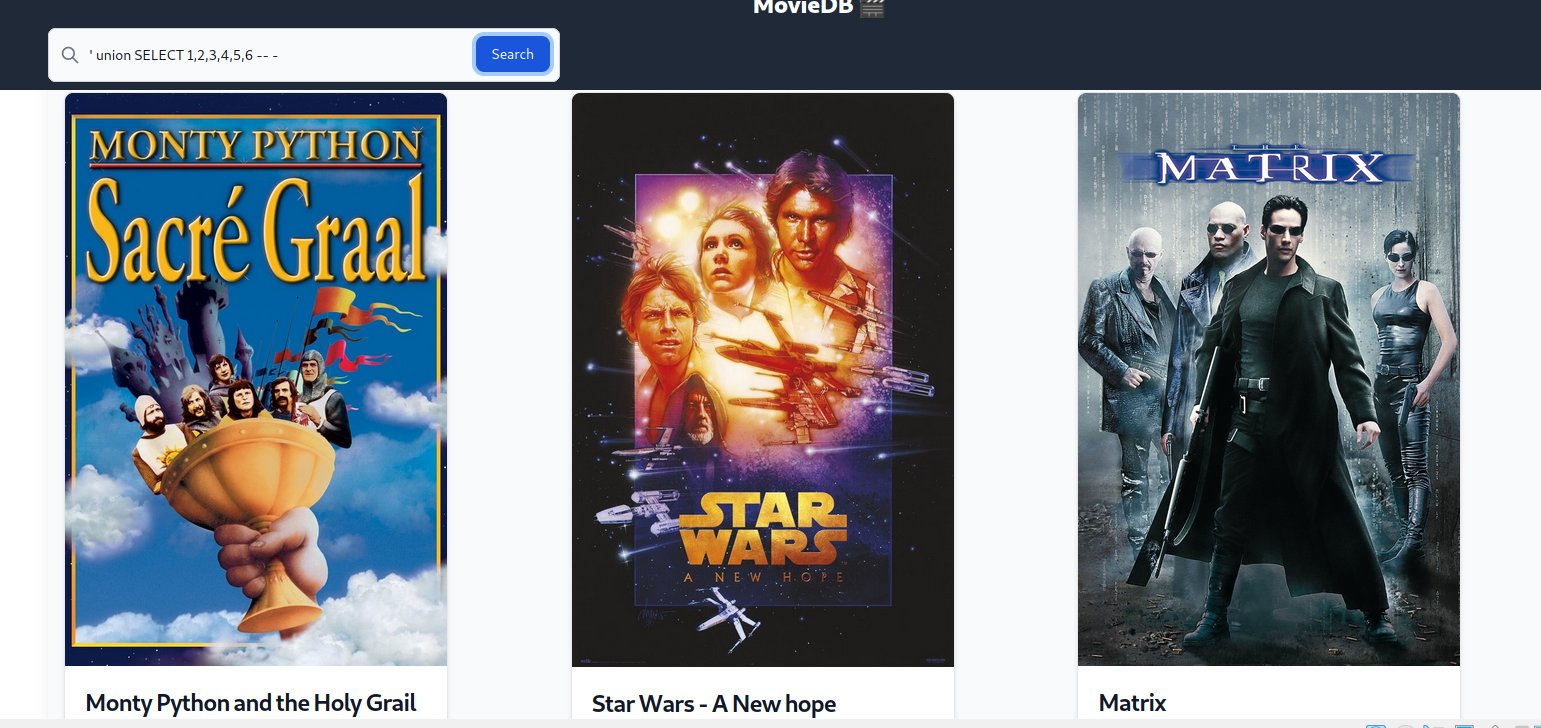 MovieDB
' union SELECT 1,2,3,4,5,6 -- -
Search
MONTY PYTHON
Sacré Graal
STAR
WARS
A NEW HOPE
THE
MATRIX
Monty Python and the Holy Grail
Star Wars - A New hope
Matrix